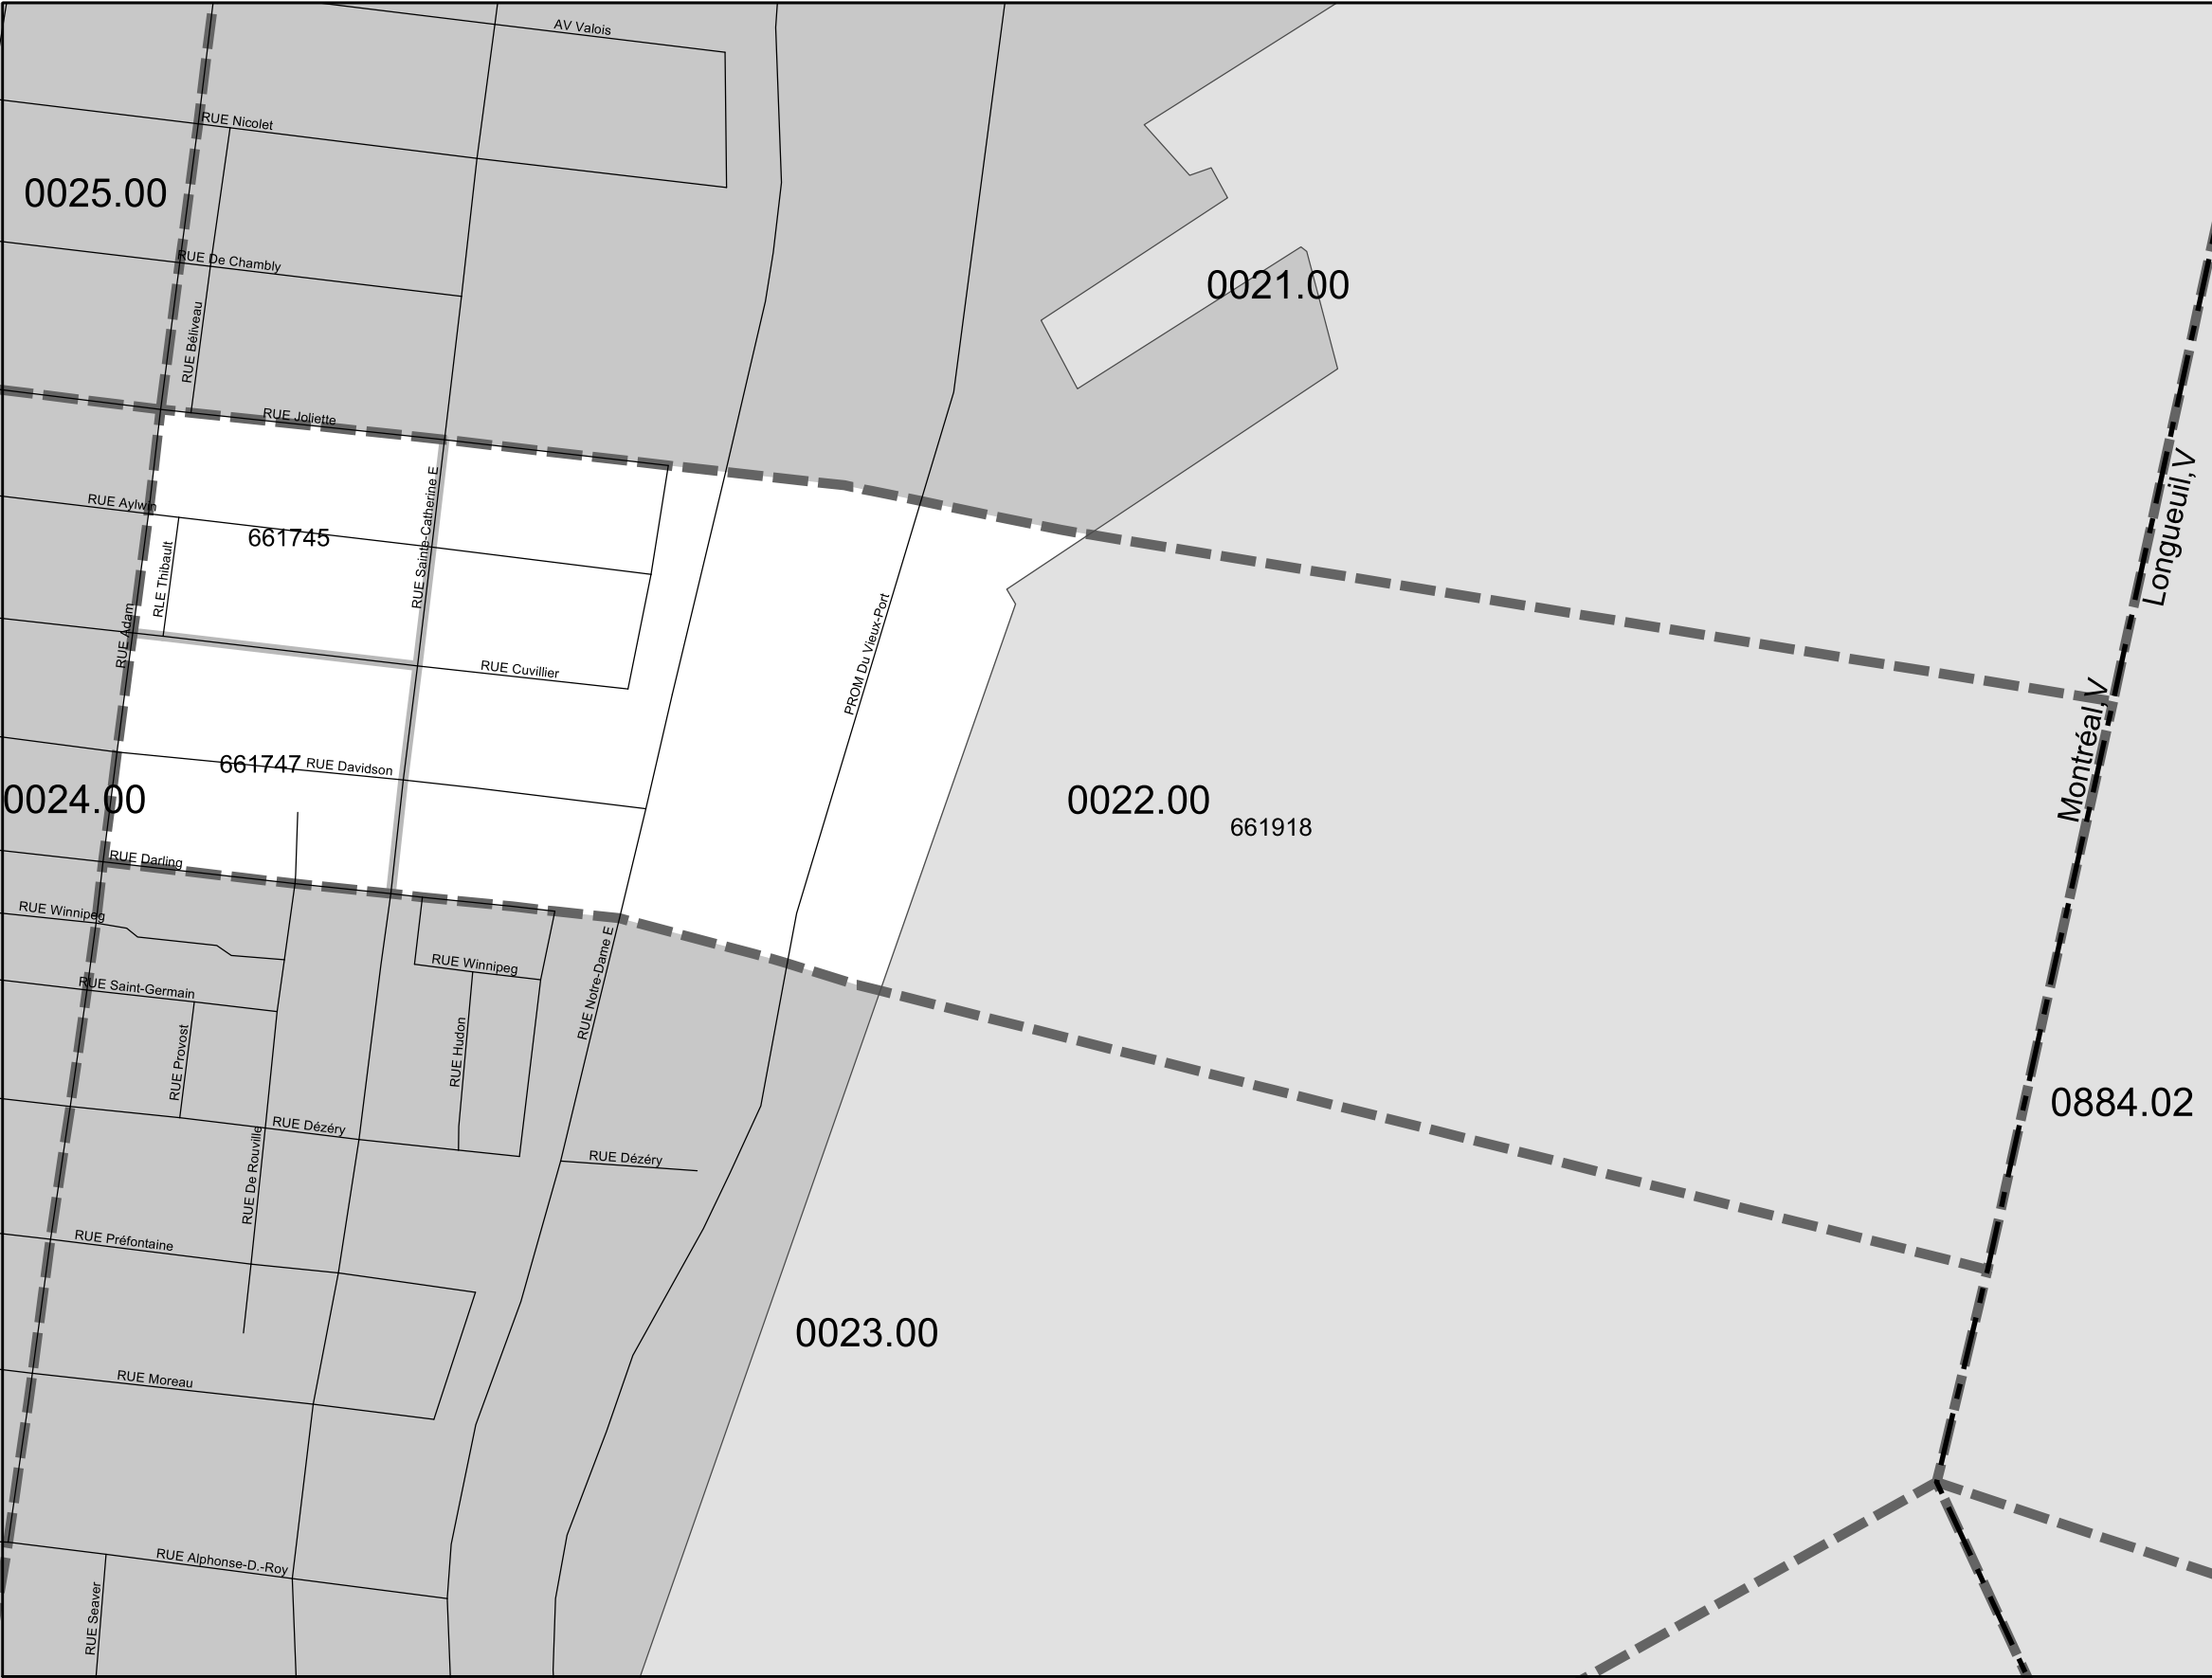 AV Valois
RUE Nicolet
0025.00
RUE De Chambly
0021.00
RUE Béliveau
RUE Joliette
RUE Sainte-Catherine E
RUE Aylwin
661745
RLE Thibault
Longueuil,V
RUE Adam
PROM Du Vieux-Port
RUE Cuvillier
Montréal,V
661747
RUE Davidson
0024.00
0022.00
661918
RUE Darling
RUE Winnipeg
RUE Winnipeg
RUE Notre-Dame E
RUE Saint-Germain
RUE Provost
RUE Hudon
0884.02
RUE Dézéry
RUE Dézéry
RUE De Rouville
RUE Préfontaine
0023.00
RUE Moreau
RUE Alphonse-D.-Roy
RUE Seaver